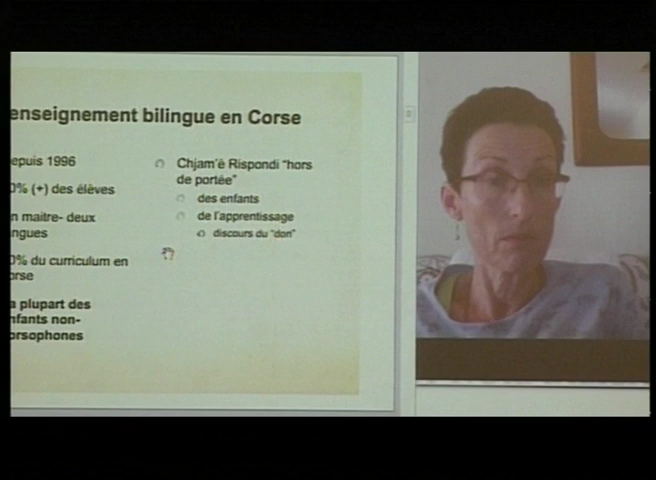 enseignement bilingue en Corse
epuis 1996
0% (+) des élèves
n maitre- deux
ngues
0% du curriculum en
orse
a plupart des
nfants non-
orsophones
Chjam'è Rispondi "hors
de portée"
des enfants
de l'apprentissage
discours du "don"